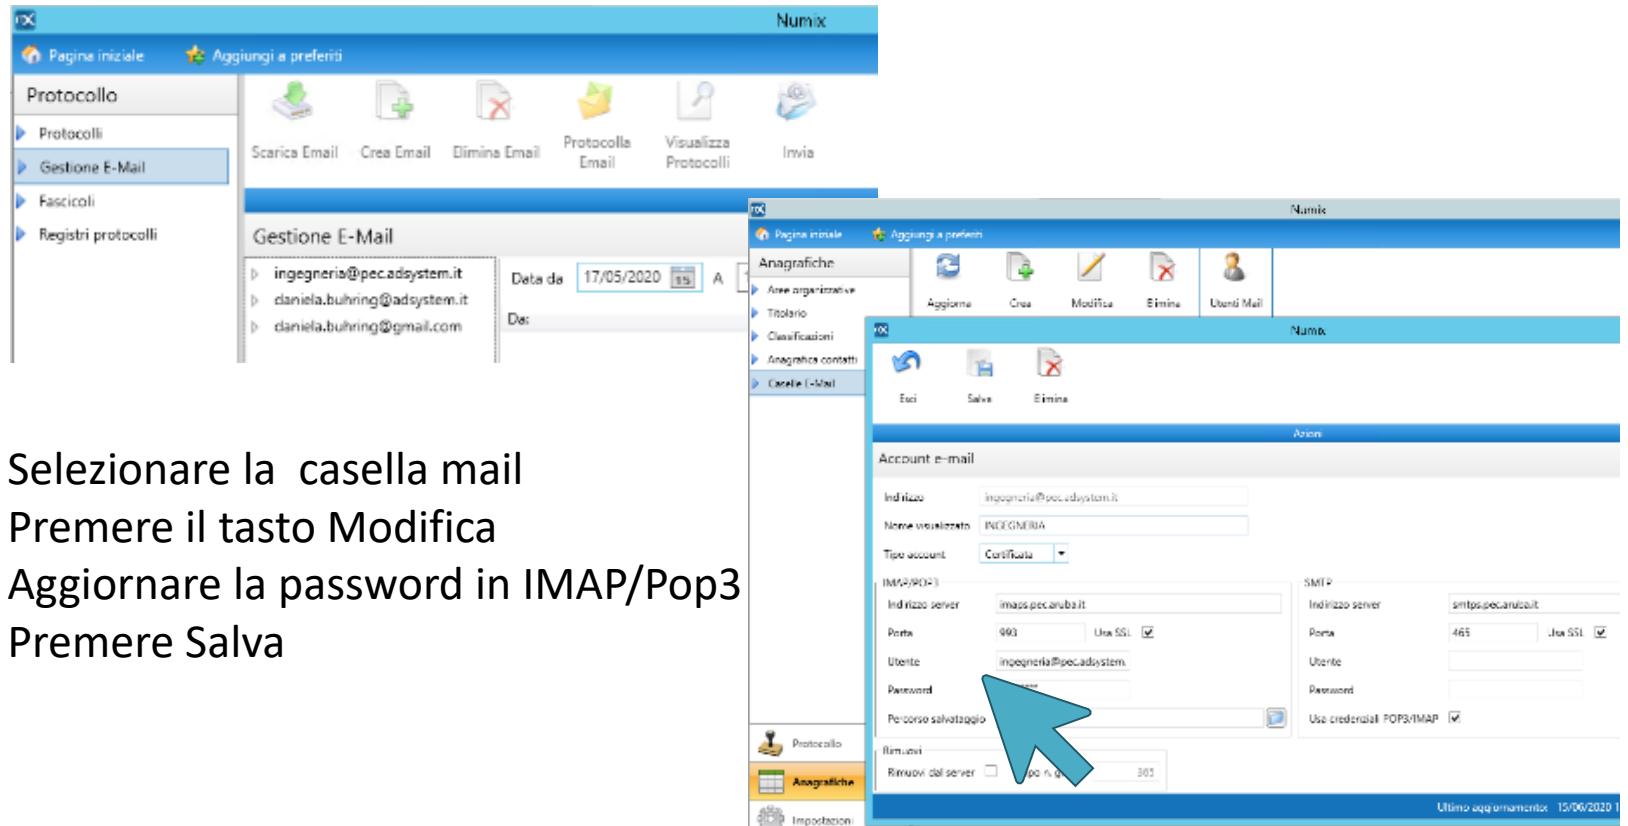 Numix
Pagina iniziale Aggiungi a preferiti
Protocollo
Protocolli
Gestione E-Mail
Fascicoli
Registri protocolli
Scarica Email Crea Email Elimina Email Protocolla Email Visualizza Protocolli Invia
Gestione E-Mail
ingegneria@pec.adsystem.it
daniela.buhring@adsystem.it
daniela.buhring@gmail.com
Data da 17/05/2020 15 A
Da:
Selezionare la casella mail
Premere il tasto Modifica
Aggiornare la password in IMAP/Pop3
Premere Salva
Numix
Pagina iniziale Aggiungi a preferiti
Anagrafiche
Aree organizzative
Titolario
Classificazioni
Anagrafica contatti
Caselle E-Mail
Aggiorna Crea Modifica Elimina Utenti Mail
Numix
Esci Salva Elimina
Azioni
Account e-mail
Indirizzo ingegneria@pec.adsystem.it
Nome visualizzato INGEGNERIA
Tipo account Certificata
IMAP/POP3
Indirizzo server imaps.pec.aruba.it
Porta 993 Usa SSL
Utente ingegneria@pec.adsystem.
Password
Percorso salvataggio
SMTP
Indirizzo server smtps.pec.aruba.it
Porta 465 Usa SSL
Utente
Password
Usa credenziali POP3/IMAP
Rimuovi
Rimuovi dal server 365
Protocollo
Anagrafiche
Impostazioni
Ultimo aggiornamento: 15/06/2020 1